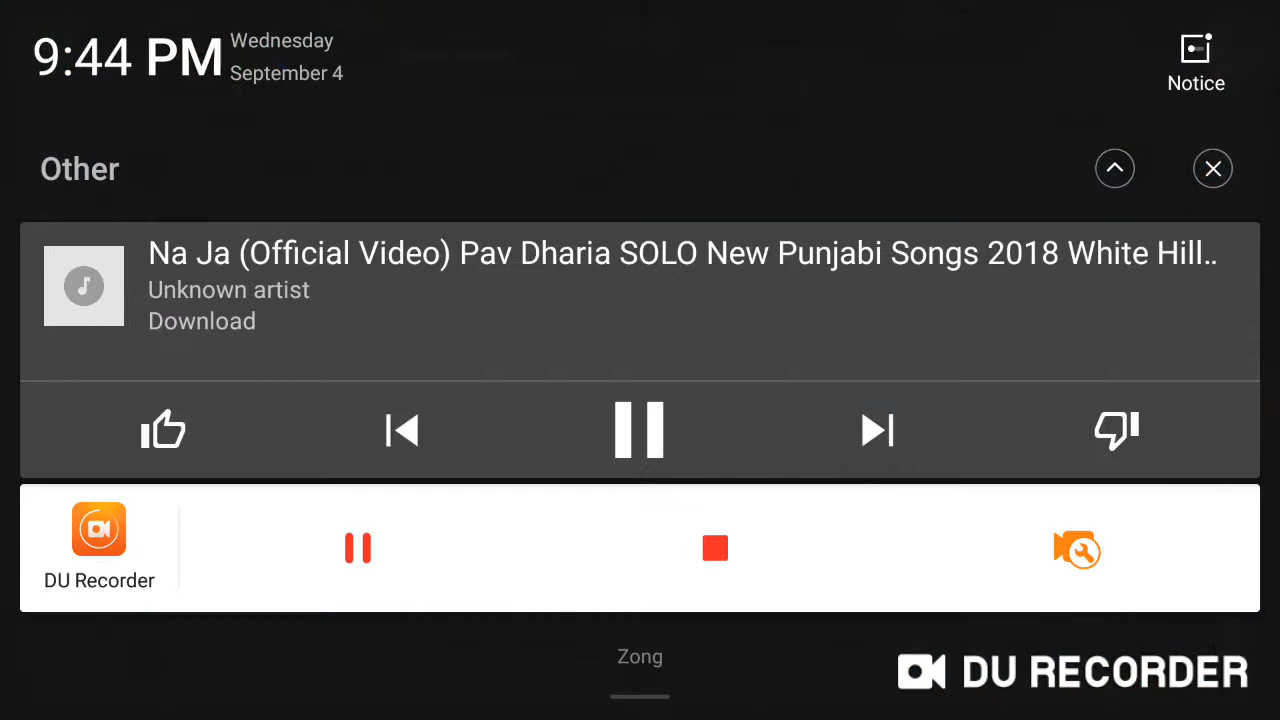 9:44 PM
Wednesday
September 4
Notice
Other
Na Ja (Official Video) Pav Dharia SOLO New Punjabi Songs 2018 White Hill..
Unknown artist
Download
DU Recorder
Zong
DU RECORDER